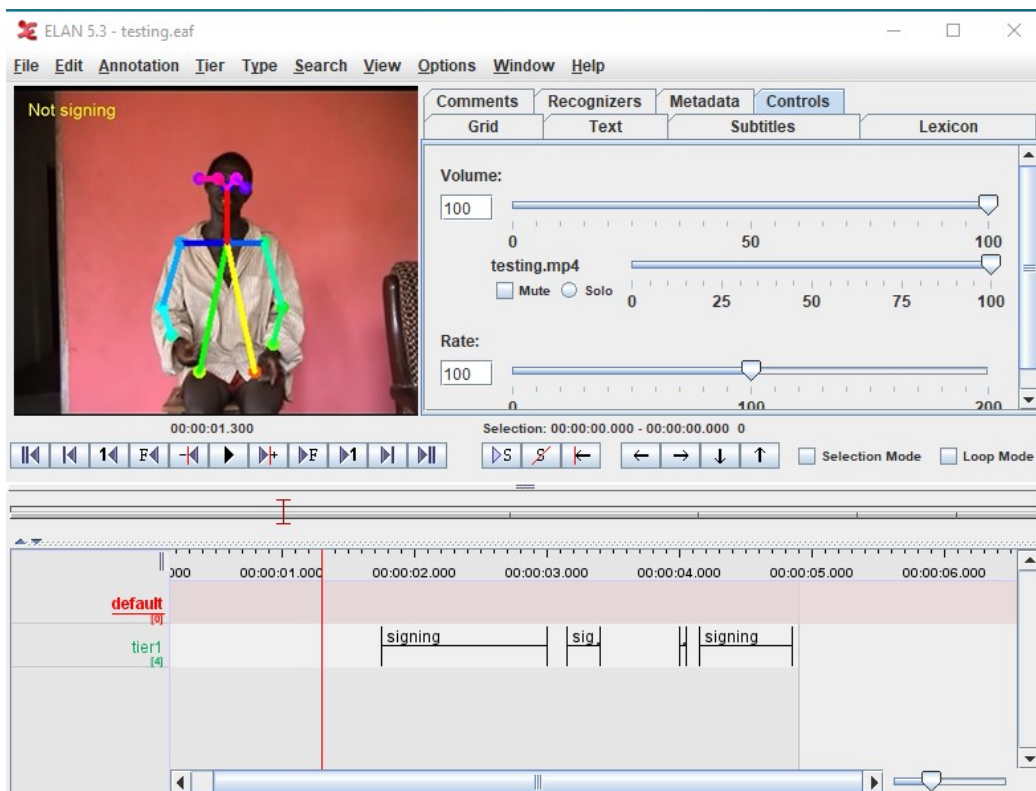 ELAN 5.3 - testing.eaf
File Edit Annotation Tier Type Search View Options Window Help
Not signing
Comments Recognizers Metadata Controls
Grid Text Subtitles Lexicon
Volume:
100
0 50 100
testing.mp4
Mute Solo
0 25 50 75 100
Rate:
100
0 100 200
00:00:01.300
Selection: 00:00:00.000 - 00:00:00.000 0
1 F + F 1 S S Selection Mode Loop Mode
000 00:00:01.000 00:00:02.000 00:00:03.000 00:00:04.000 00:00:05.000 00:00:06.000
default
[0]
signing sig. signing
tier1
[4]